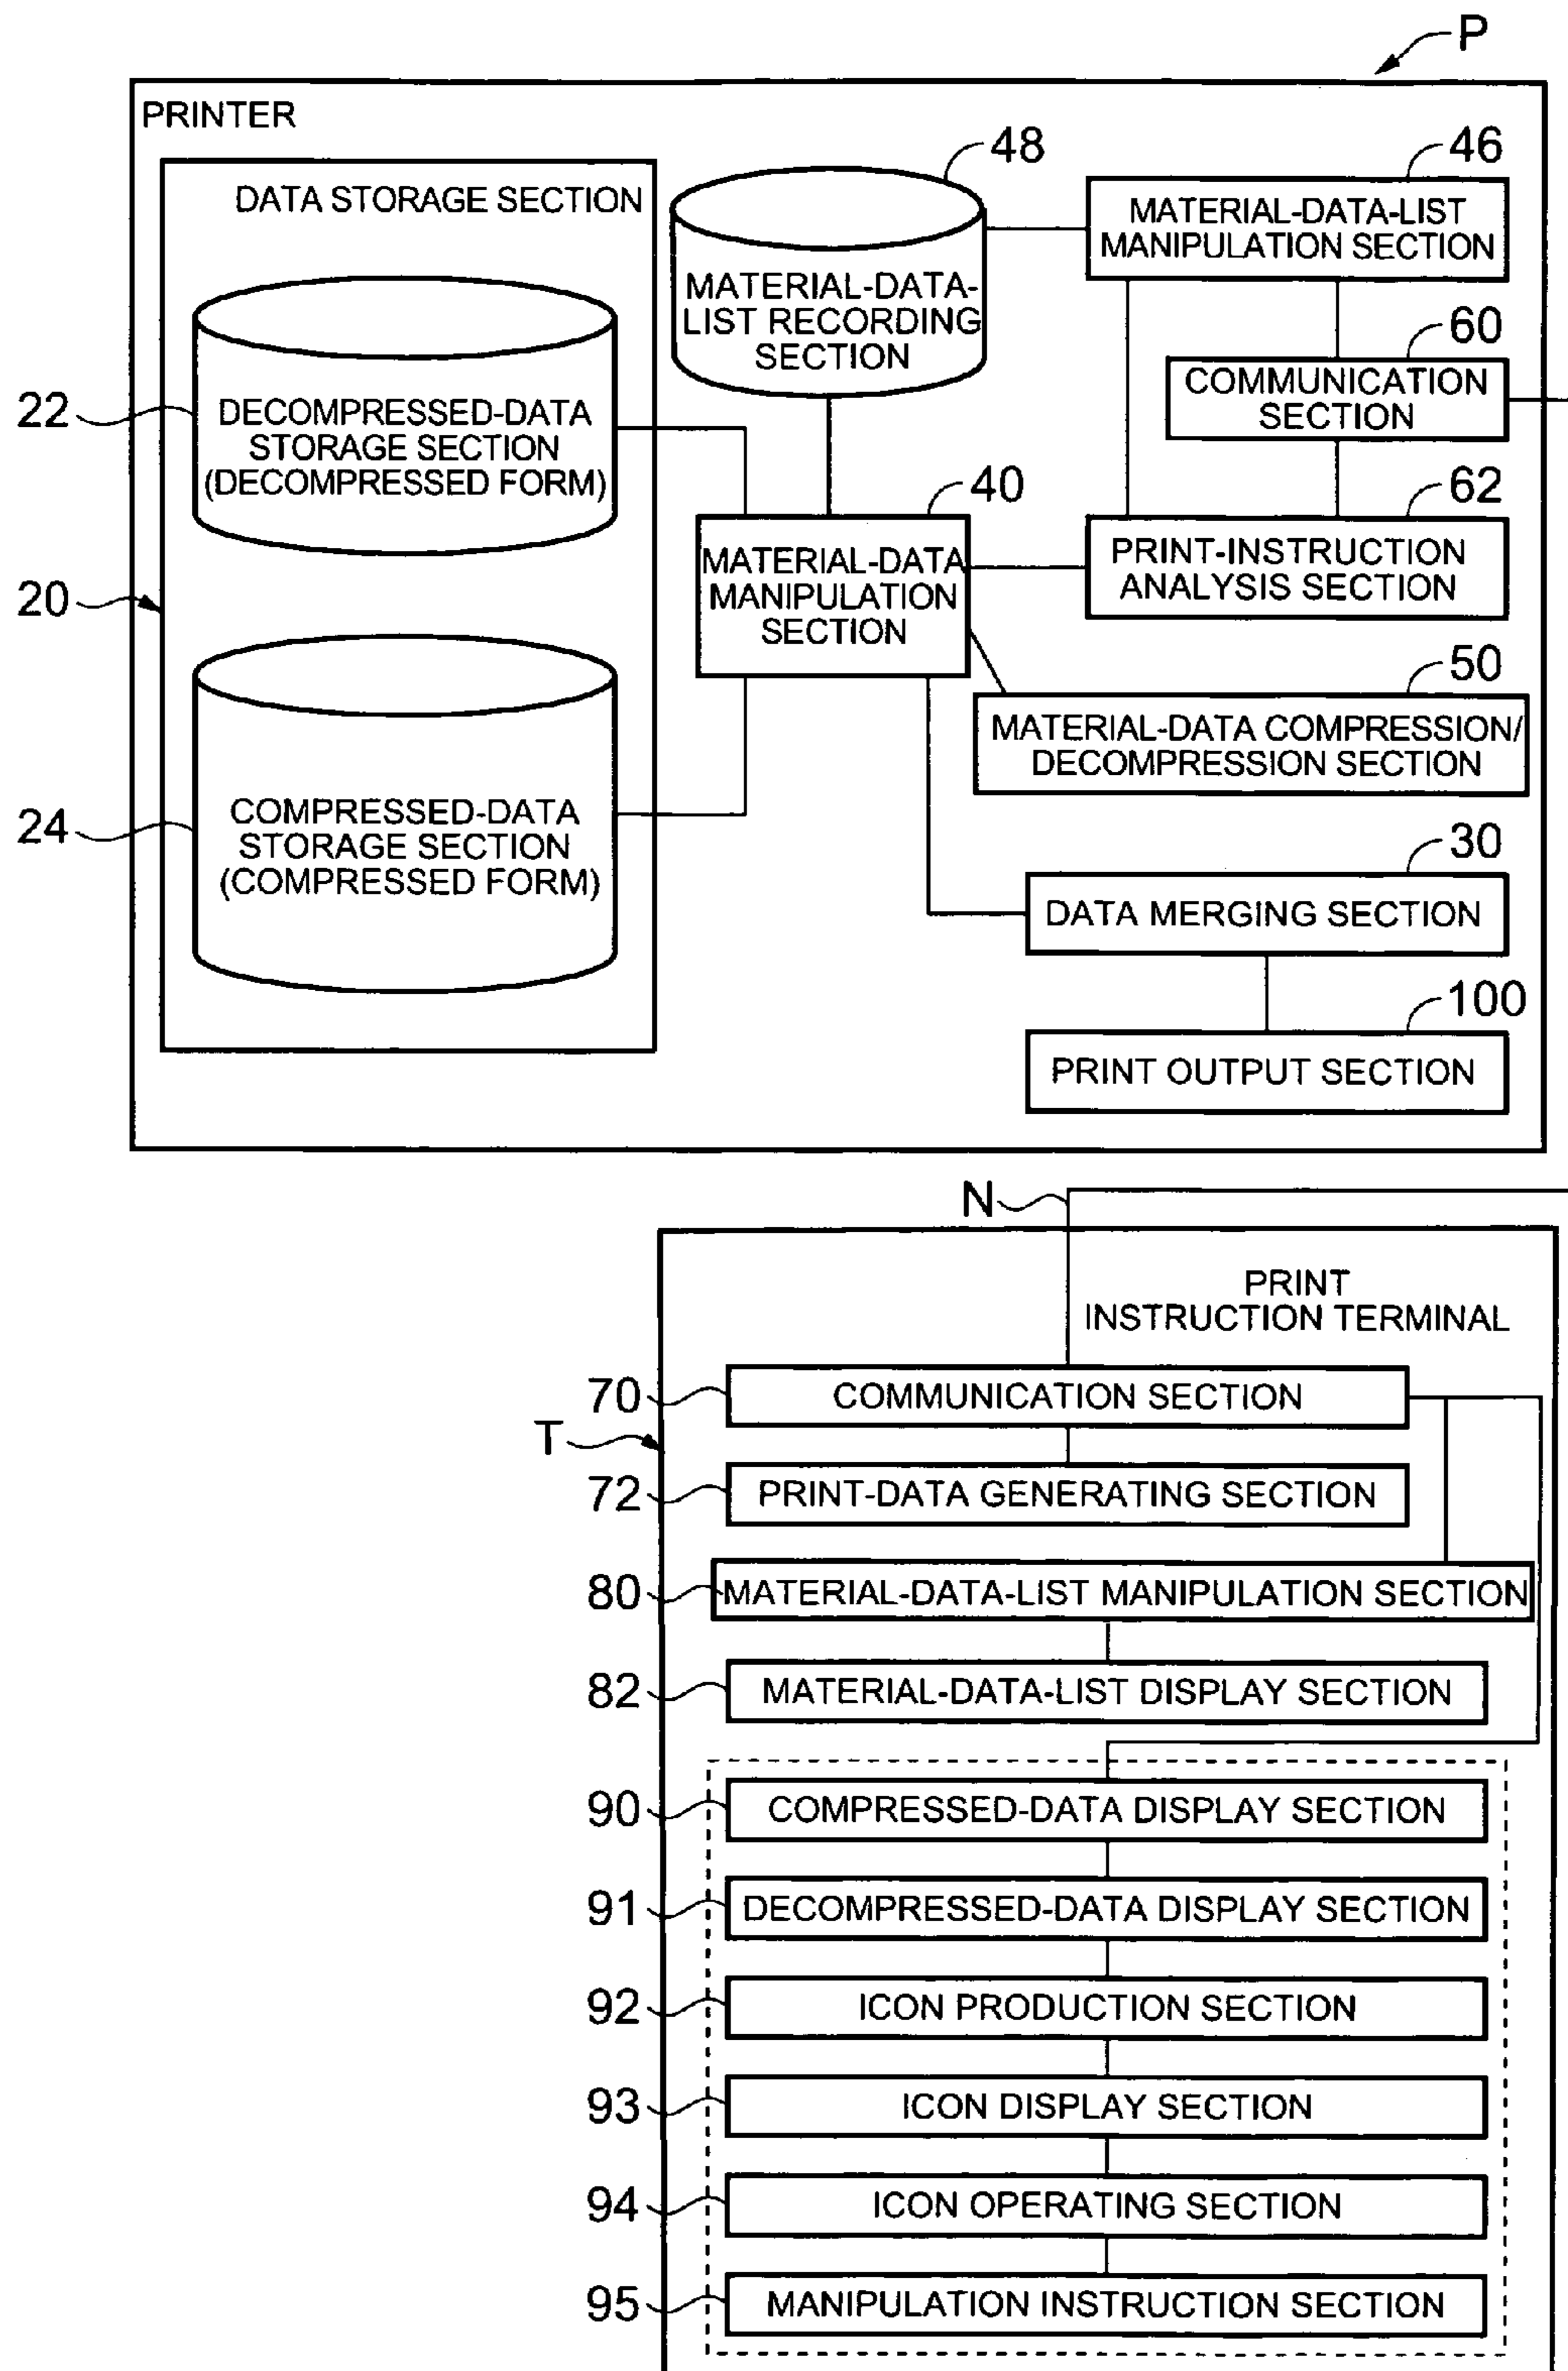 P
PRINTER
DATA STORAGE SECTION
48
46
MATERIAL-DATA-LIST
MANIPULATION SECTION
MATERIAL-DATA-
LIST RECORDING
SECTION
60
COMMUNICATION
SECTION
22
DECOMPRESSED-DATA
STORAGE SECTION
(DECOMPRESSED FORM)
40
62
MATERIAL-DATA
MANIPULATION
SECTION
PRINT-INSTRUCTION
ANALYSIS SECTION
20
50
MATERIAL-DATA COMPRESSION/
DECOMPRESSION SECTION
24
COMPRESSED-DATA
STORAGE SECTION
(COMPRESSED FORM)
30
DATA MERGING SECTION
100
PRINT OUTPUT SECTION
N
PRINT
INSTRUCTION TERMINAL
70
COMMUNICATION SECTION
T
72
PRINT-DATA GENERATING SECTION
80
MATERIAL-DATA-LIST MANIPULATION SECTION
82
MATERIAL-DATA-LIST DISPLAY SECTION
90
COMPRESSED-DATA DISPLAY SECTION
91
DECOMPRESSED-DATA DISPLAY SECTION
92
ICON PRODUCTION SECTION
93
ICON DISPLAY SECTION
94
ICON OPERATING SECTION
95
MANIPULATION INSTRUCTION SECTION